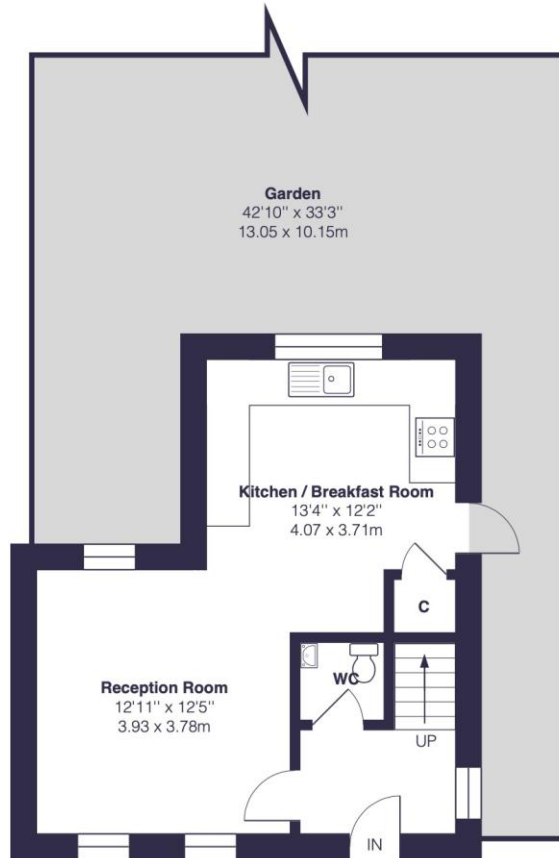 Garden
42'10" x 33'3"
13.05 x 10.15m
Kitchen / Breakfast Room
13'4" x 12'2"
4.07 x 3.71m
C
WC
Reception Room
12'11" x 12'5"
3.93 x 3.78m
UP
IN